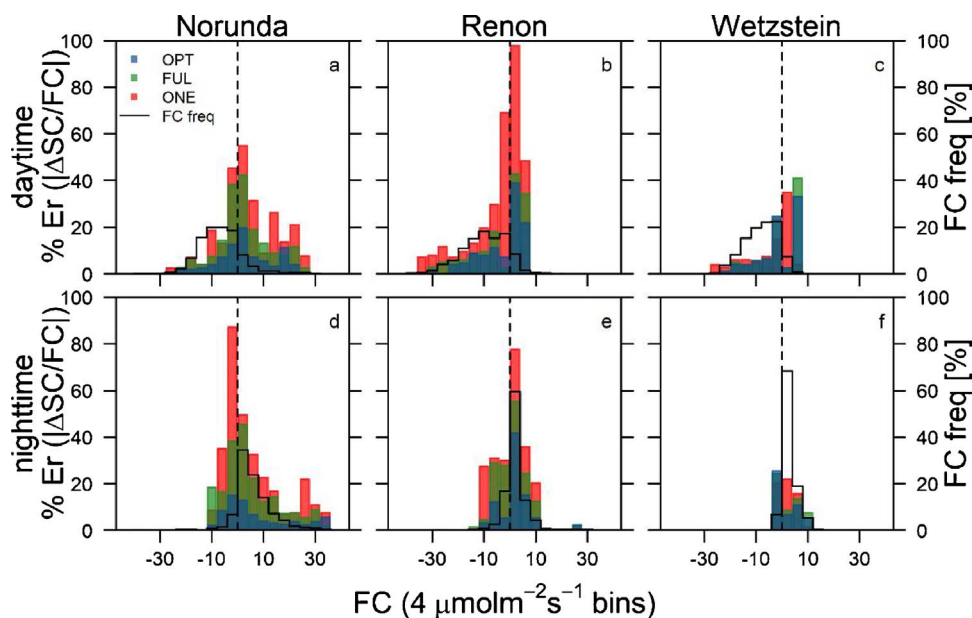 Norunda Renon Wetzstein
100 a b c 100
OPT
FUL
ONE
FC freq
80 80
60 60
40 40
20 20
0 0
daytime
% Er (|ΔSC/FC|)
FC freq [%]
100 d e f 100
80 80
60 60
40 40
20 20
0 0
nighttime
% Er (|ΔSC/FC|)
FC freq [%]
-30 -10 10 30 -30 -10 10 30 -30 -10 10 30
FC (4 μmolm⁻²s⁻¹ bins)